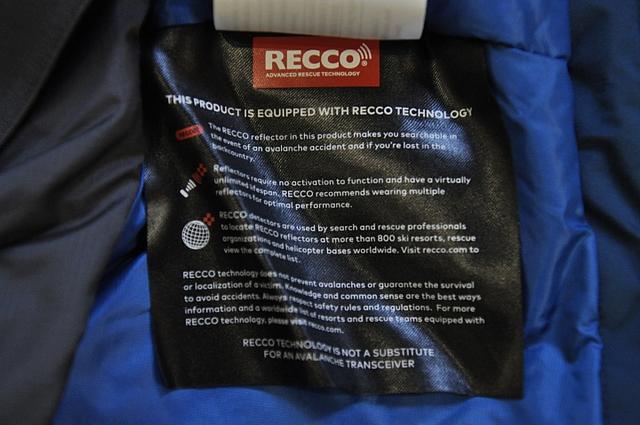 RECCO®
ADVANCED RESCUE TECHNOLOGY
THIS PRODUCT IS EQUIPPED WITH RECCO TECHNOLOGY
RECCO
The RECCO reflector in this product makes you searchable in
the event of an avalanche accident and if you're lost in the
backcountry.
Reflectors require no activation to function and have a virtually
unlimited lifespan. RECCO recommends wearing multiple
reflectors for optimal performance.
RECCO detectors are used by search and rescue professionals
to locate RECCO reflectors at more than 800 ski resorts, rescue
organizations and helicopter bases worldwide. Visit recco.com to
view the complete list.
RECCO technology does not prevent avalanches or guarantee the survival
or localization of a victim. Knowledge and common sense are the best ways
to avoid accidents. Always respect safety rules and regulations. For more
information and a worldwide list of resorts and rescue teams equipped with
RECCO technology, please visit recco.com.
RECCO TECHNOLOGY IS NOT A SUBSTITUTE
FOR AN AVALANCHE TRANSCEIVER